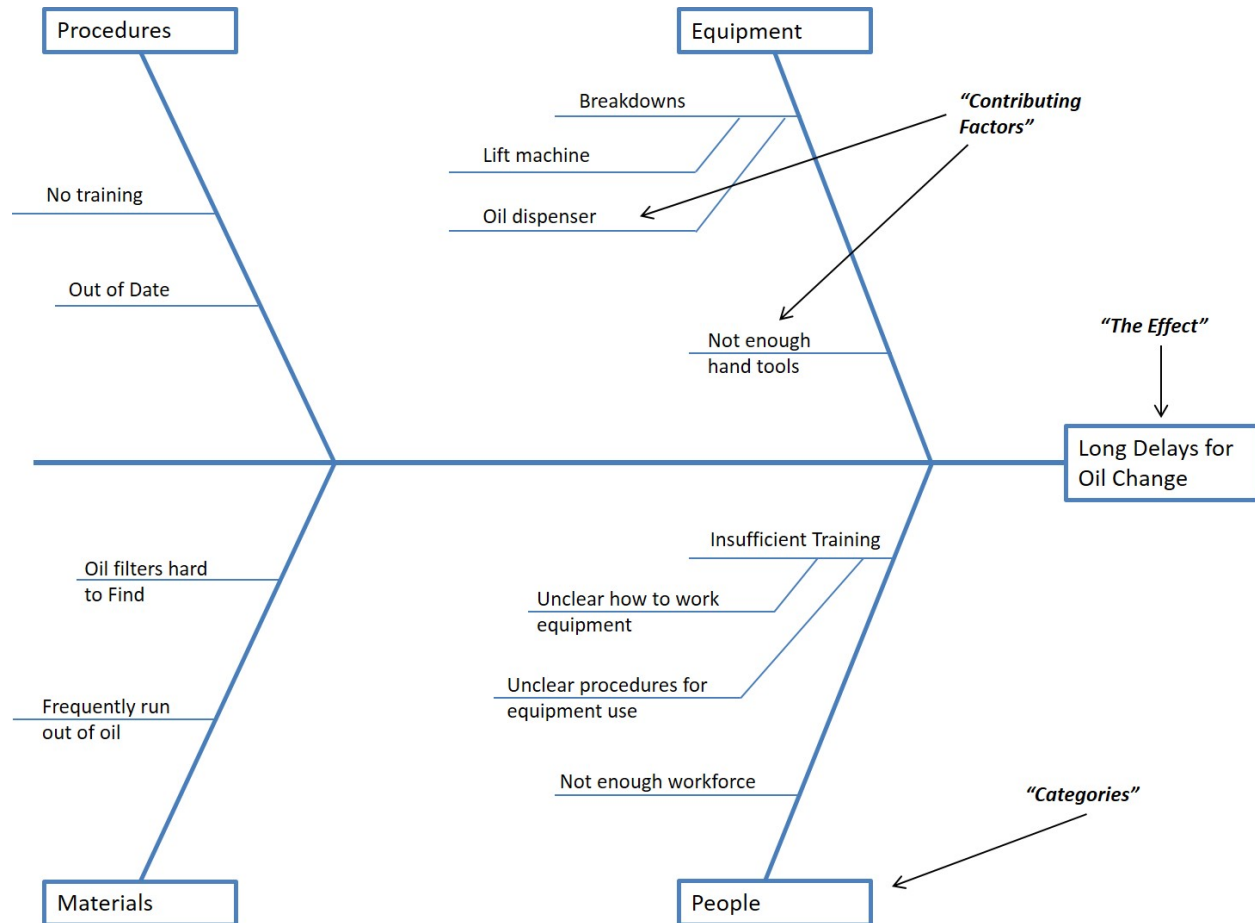 Procedures
Equipment
Breakdowns
“Contributing
Factors”
Lift machine
No training
Oil dispenser
Out of Date
“The Effect”
Not enough
hand tools
Long Delays for
Oil Change
Insufficient Training
Oil filters hard
to Find
Unclear how to work
equipment
Unclear procedures for
equipment use
Frequently run
out of oil
Not enough workforce
“Categories”
Materials
People